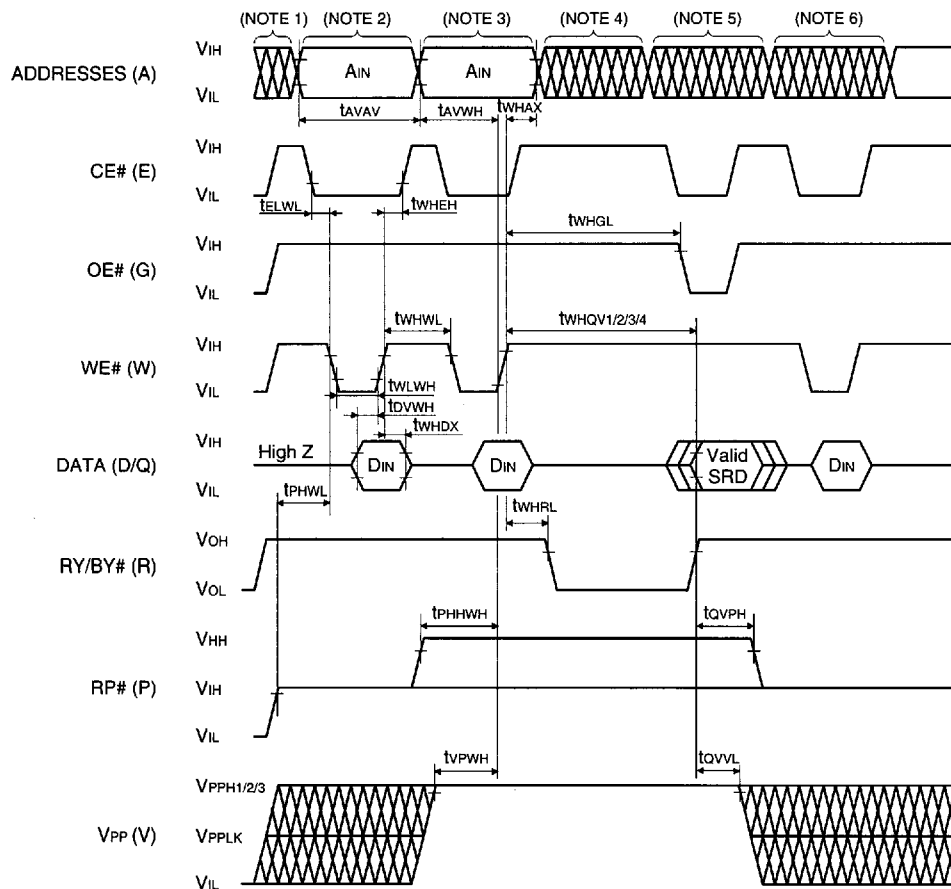 (NOTE 1) (NOTE 2) (NOTE 3) (NOTE 4) (NOTE 5) (NOTE 6)
VIH
ADDRESSES (A)
AIN AIN
VIL
tAVAV tAVWH tWHAX
VIH
CE# (E)
VIL
tELWL tWHEH
tWHGL
VIH
OE# (G)
VIL
tWHWL tWHQV1/2/3/4
VIH
WE# (W)
VIL
tWLWH
tDVWH
tWHDX
VIH
High Z
DATA (D/Q)
DIN DIN Valid SRD DIN
VIL
tPHWL
tWHRL
VOH
RY/BY# (R)
VOL
tPHHWH tQVPH
VHH
RP# (P)
VIH
VIL
tVPWH tQVVL
VPPH1/2/3
VPP (V)
VPPLK
VIL